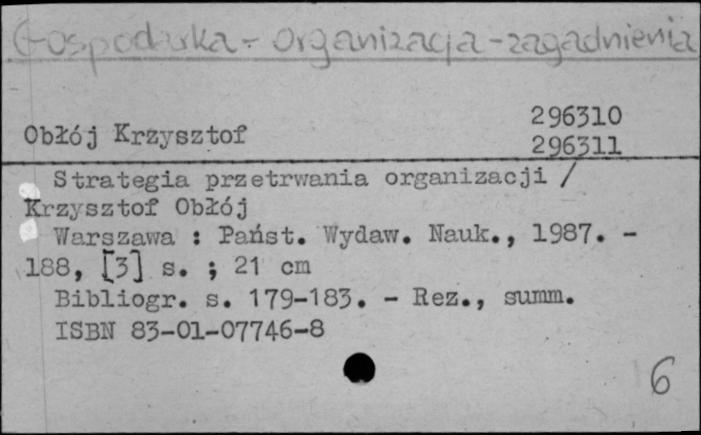 Gospodarka - organizacja - zagadnienia
296310
Obłój Krzysztof
296311
Strategia przetrwania organizacji /
Krzysztof Obłój
Warszawa : Państ. Wydaw. Nauk., 1987. -
188, [3] s. ; 21 cm
Bibliogr. s. 179-183. - Rez., summ.
ISBN 83-01-07746-8
6